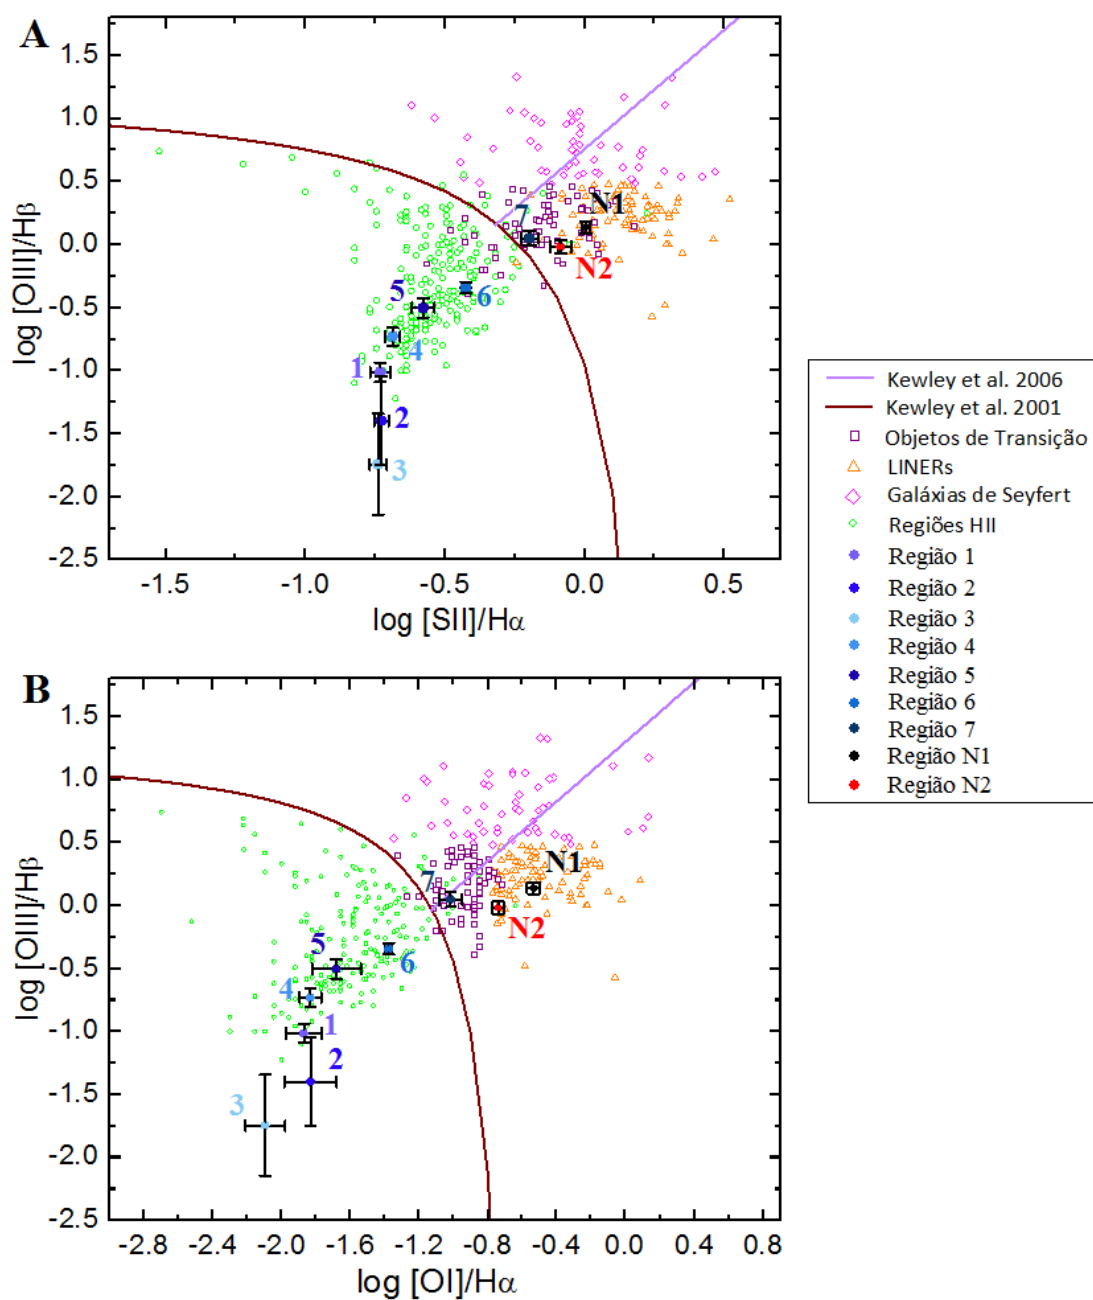 A
1.5
1.0
0.5
0.0
-0.5
-1.0
-1.5
-2.0
-2.5
log [OIII]/Hβ
N1
7
N2
5
6
4
1
2
3
-1.5 -1.0 -0.5 0.0 0.5
log [SII]/Hα
Kewley et al. 2006
Kewley et al. 2001
Objetos de Transição
LINERs
Galáxias de Seyfert
Regiões HII
Região 1
Região 2
Região 3
Região 4
Região 5
Região 6
Região 7
Região N1
Região N2
B
1.5
1.0
0.5
0.0
-0.5
-1.0
-1.5
-2.0
-2.5
log [OIII]/Hβ
N1
7
N2
5
6
4
1
2
3
-2.8 -2.4 -2.0 -1.6 -1.2 -0.8 -0.4 0.0 0.4 0.8
log [OI]/Hα